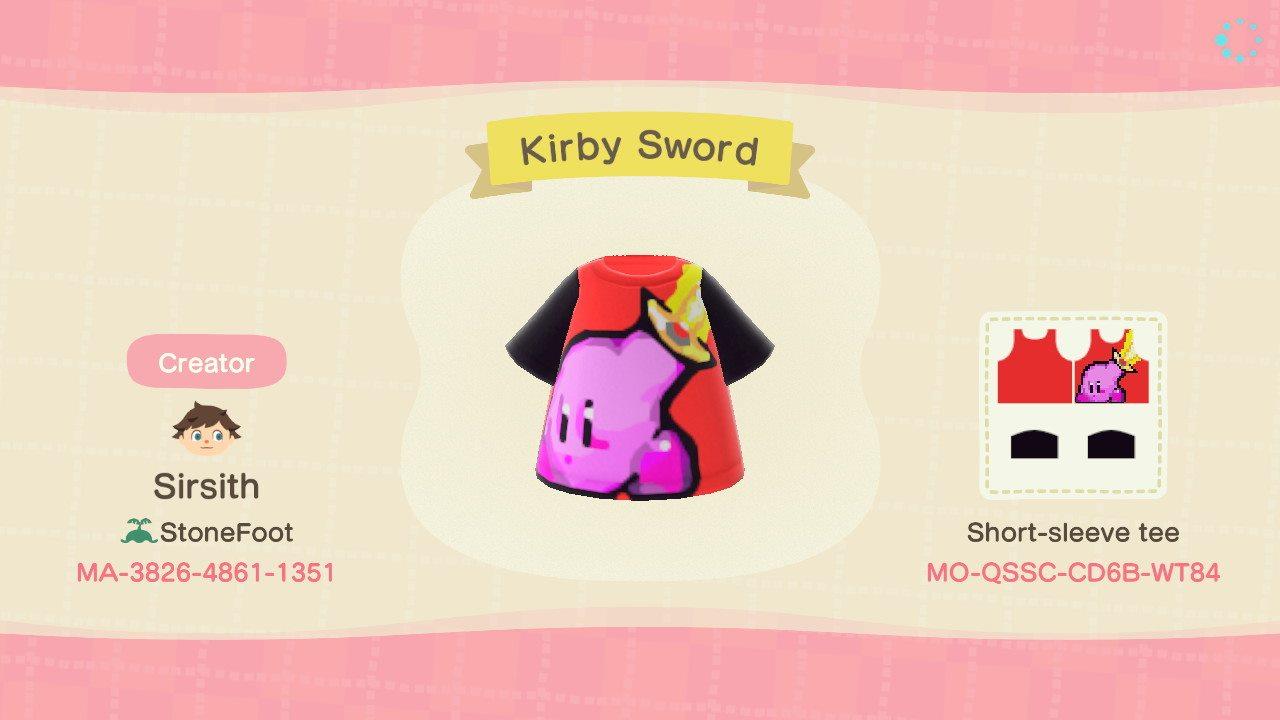 Kirby Sword
Creator
Sirsith
StoneFoot
MA-3826-4861-1351
Short-sleeve tee
MO-QSSC-CD6B-WT84